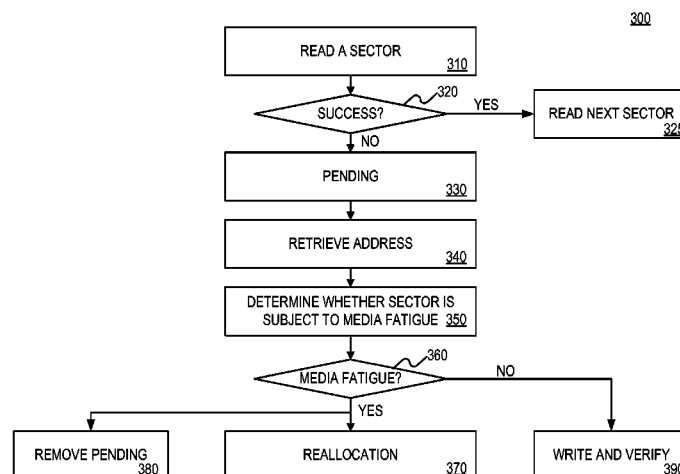 300
READ A SECTOR
310
320
SUCCESS?
YES
READ NEXT SECTOR
325
NO
PENDING
330
RETRIEVE ADDRESS
340
DETERMINE WHETHER SECTOR IS
SUBJECT TO MEDIA FATIGUE 350
360
MEDIA FATIGUE?
NO
YES
REMOVE PENDING
380
REALLOCATION
370
WRITE AND VERIFY
390